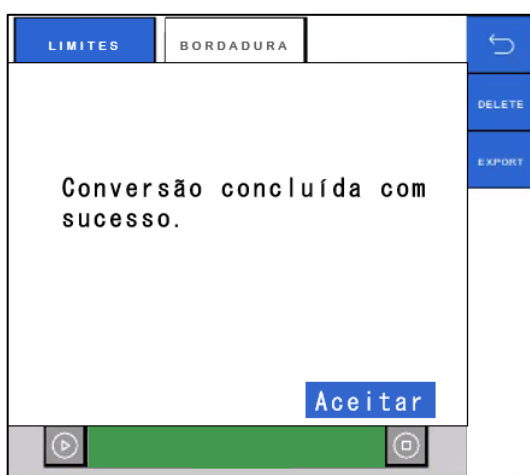 LIMITES
BORDADURA
DELETE
EXPORT
Conversão concluída com
sucesso.
Aceitar